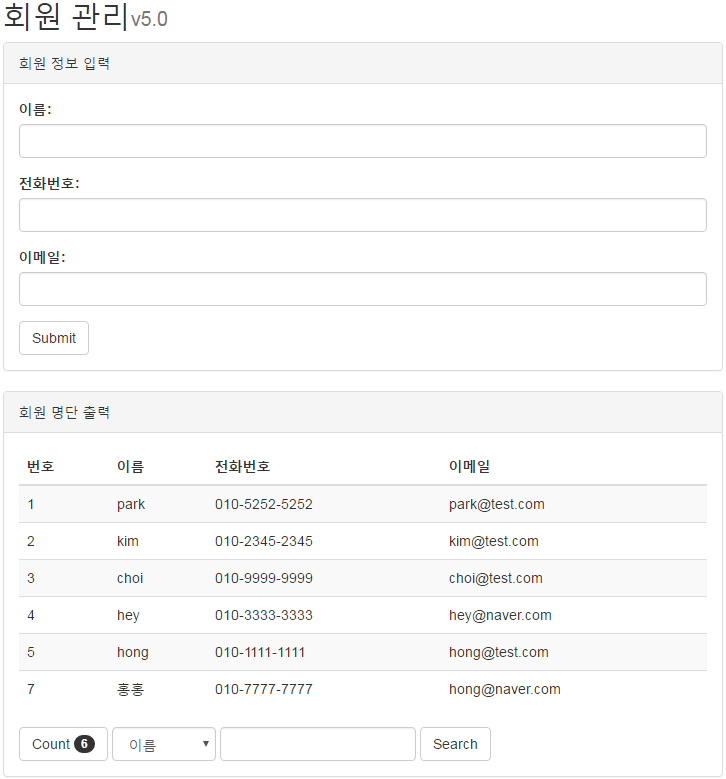 회원 관리v5.0
회원 정보 입력
이름:
전화번호:
이메일:
Submit
회원 명단 출력
번호 이름 전화번호 이메일
1 park 010-5252-5252 park@test.com
2 kim 010-2345-2345 kim@test.com
3 choi 010-9999-9999 choi@test.com
4 hey 010-3333-3333 hey@naver.com
5 hong 010-1111-1111 hong@test.com
7 홍홍 010-7777-7777 hong@naver.com
Count 6 이름 Search